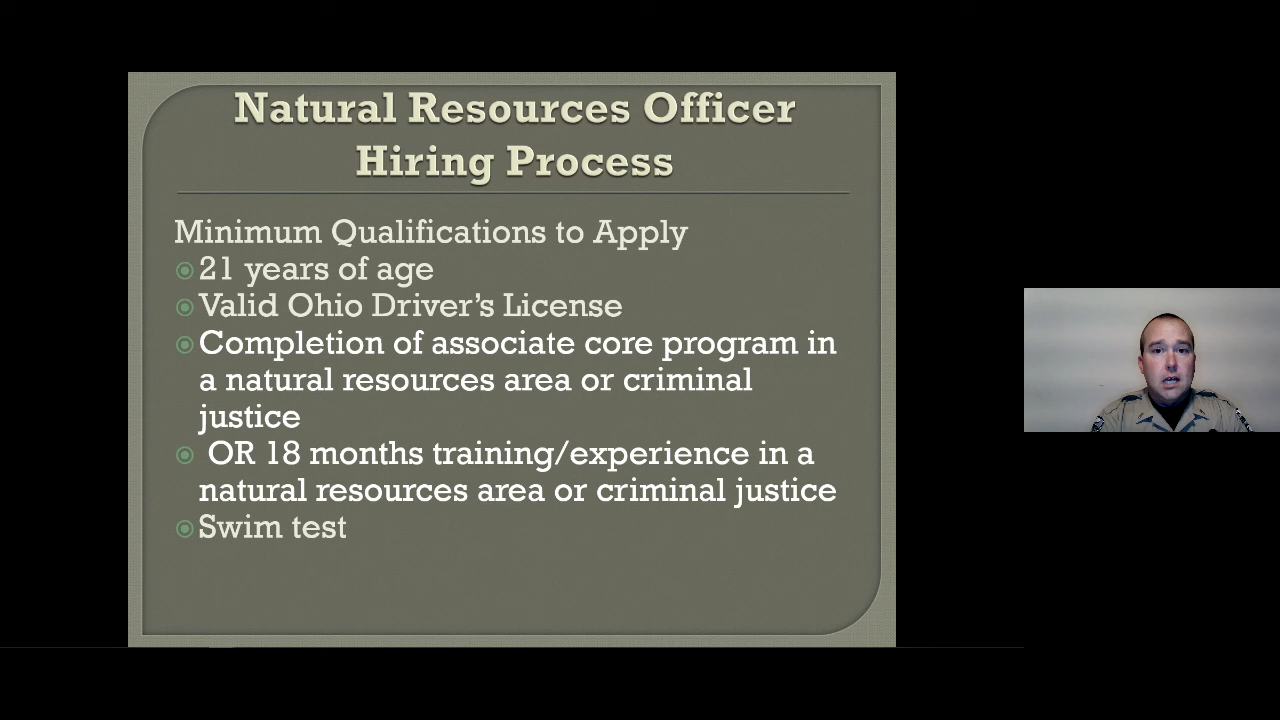 Natural Resources Officer
Hiring Process
Minimum Qualifications to Apply
21 years of age
Valid Ohio Driver’s License
Completion of associate core program in
a natural resources area or criminal
justice
OR 18 months training/experience in a
natural resources area or criminal justice
Swim test